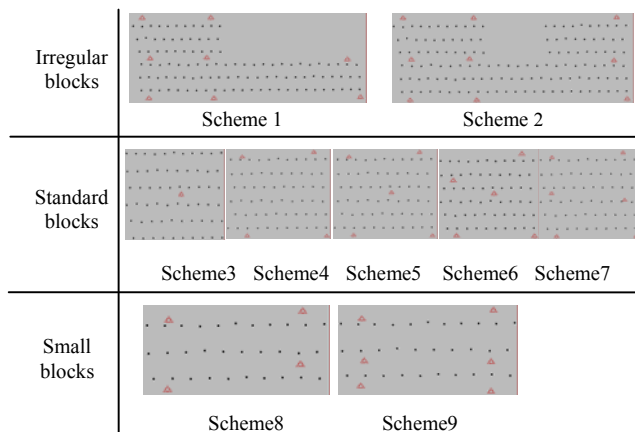 Irregular
blocks
Scheme 1
Scheme 2
Standard
blocks
Scheme3
Scheme4
Scheme5
Scheme6
Scheme7
Small
blocks
Scheme8
Scheme9